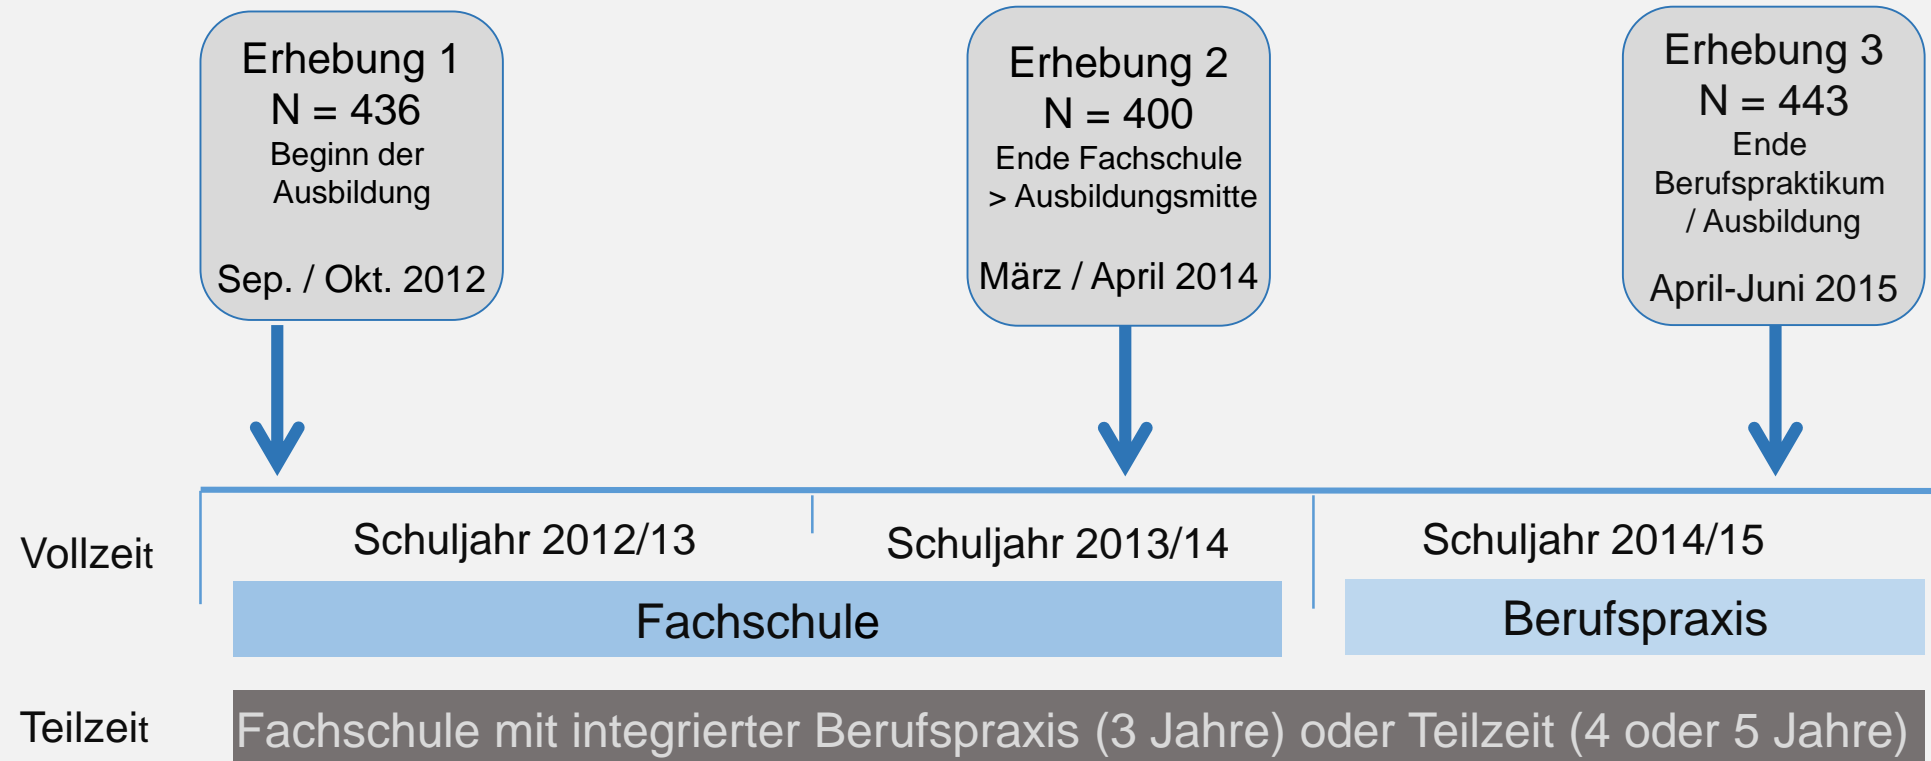 Erhebung 1
N = 436
Beginn der
Ausbildung
Sep. / Okt. 2012
Erhebung 2
N = 400
Ende Fachschule
> Ausbildungsmitte
März / April 2014
Erhebung 3
N = 443
Ende
Berufspraktikum
/ Ausbildung
April-Juni 2015
Vollzeit
Schuljahr 2012/13
Schuljahr 2013/14
Schuljahr 2014/15
Fachschule
Berufspraxis
Teilzeit
Fachschule mit integrierter Berufspraxis (3 Jahre) oder Teilzeit (4 oder 5 Jahre)